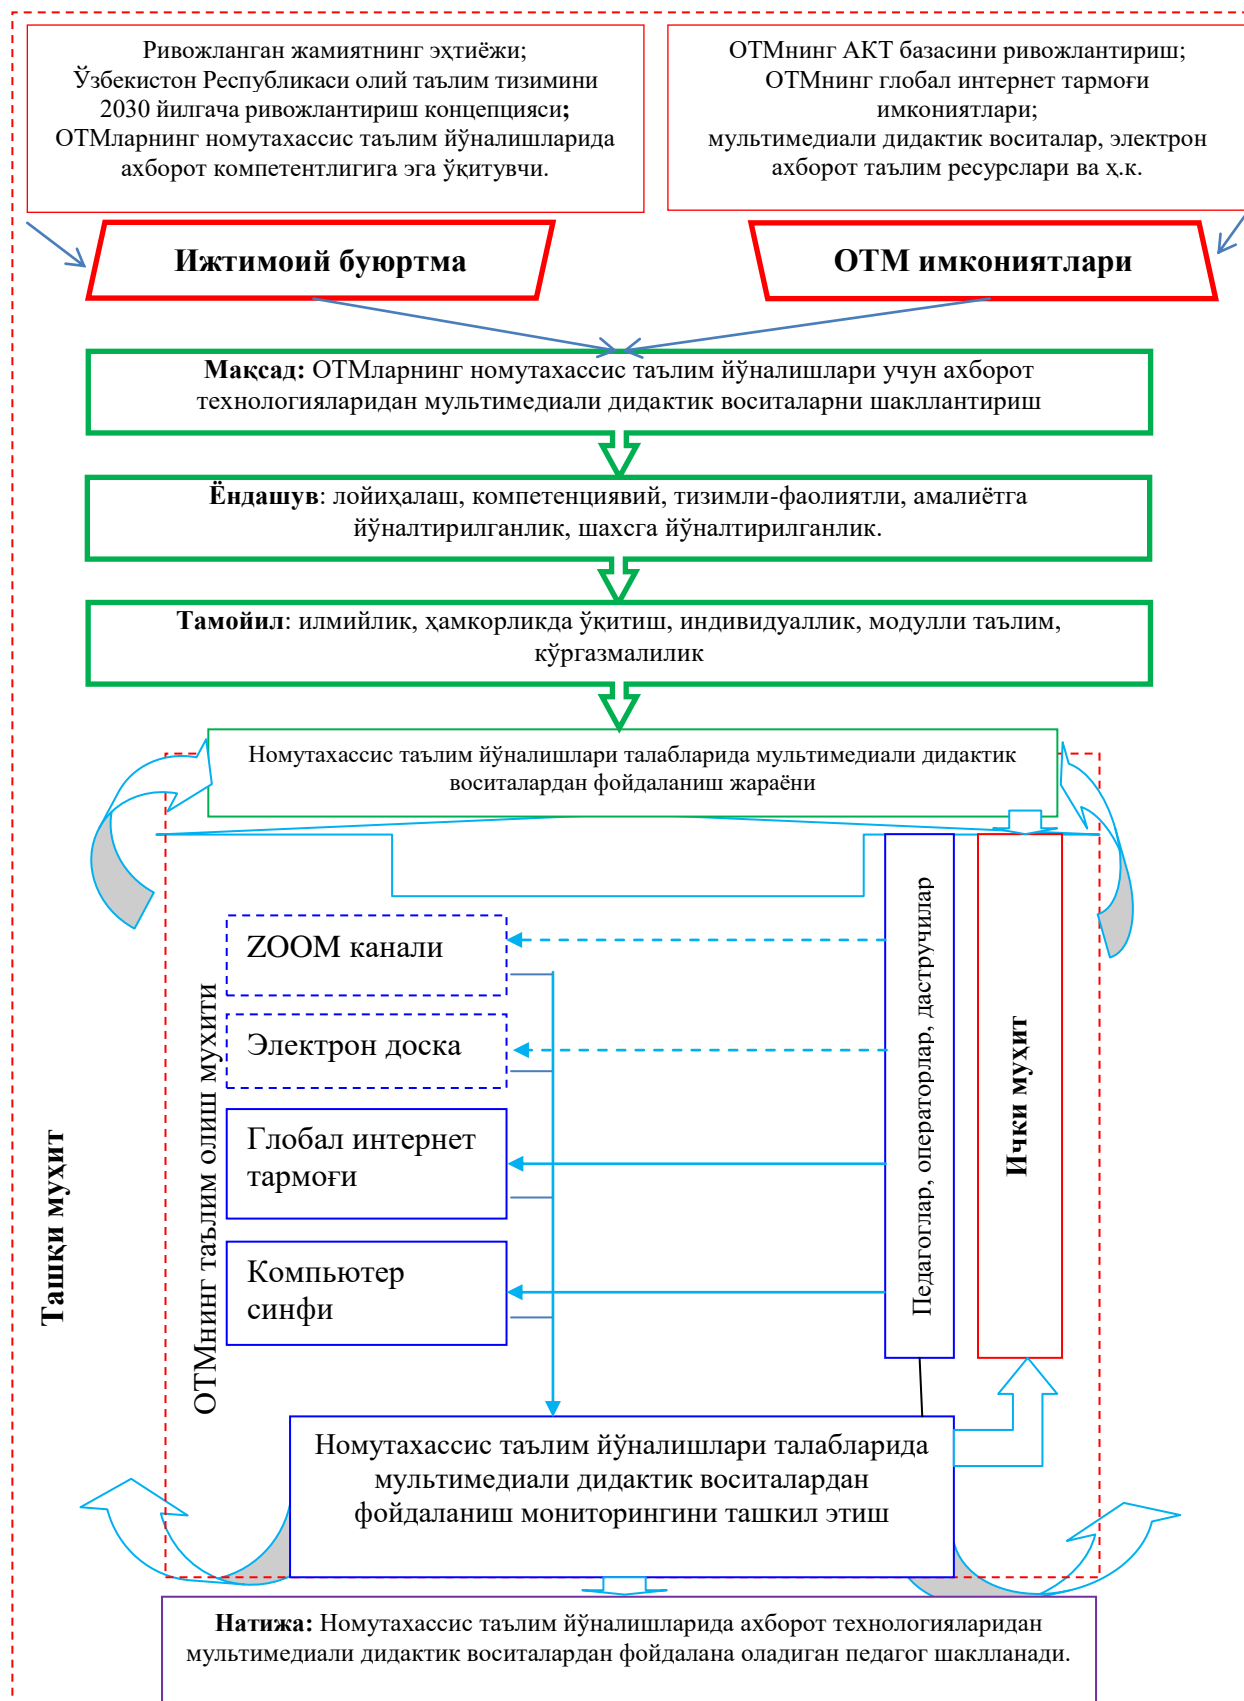 Ривожланган жамиятнинг эҳтиёжи;
Ўзбекистон Республикаси олий таълим тизимини
2030 йилгача ривожлантириш концепцияси;
ОТМларнинг номутахассис таълим йўналишларида
ахборот компетентлигига эга ўқитувчи.
ОТМнинг АКТ базасини ривожлантириш;
ОТМнинг глобал интернет тармоғи
имкониятлари;
мультимедиали дидактик воситалар, электрон
ахборот таълим ресурслари ва ҳ.к.
Ижтимоий буюртма
ОТМ имкониятлари
Мақсад: ОТМларнинг номутахассис таълим йўналишлари учун ахборот
технологияларидан мультимедиали дидактик воситаларни шакллантириш
Ёндашув: лойиҳалаш, компетенциявий, тизимли-фаолиятли, амалиётга
йўналтирилганлик, шахсга йўналтирилганлик.
Тамойил: илмийлик, ҳамкорликда ўқитиш, индивидуаллик, модулли таълим,
кўргазмалилик
Номутахассис таълим йўналишлари талабларида мультимедиали дидактик
воситалардан фойдаланиш жараёни
Ташқи муҳит
ОТМнинг таълим олиш мухити
ZOOM канали
Электрон доска
Глобал интернет
тармоғи
Компьютер
синфи
Педагоглар, операторлар, дастручилар
Ички муҳит
Номутахассис таълим йўналишлари талабларида
мультимедиали дидактик воситалардан
фойдаланиш мониторингини ташкил этиш
Натижа: Номутахассис таълим йўналишларида ахборот технологияларидан
мультимедиали дидактик воситалардан фойдалана оладиган педагог шаклланади.